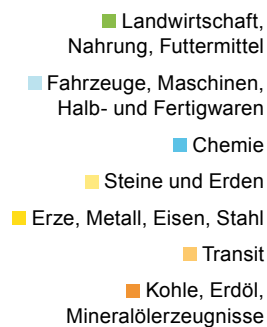 Landwirtschaft,
Nahrung, Futtermittel
Fahrzeuge, Maschinen,
Halb- und Fertigwaren
Chemie
Steine und Erden
Erze, Metall, Eisen, Stahl
Transit
Kohle, Erdöl,
Mineralölerzeugnisse